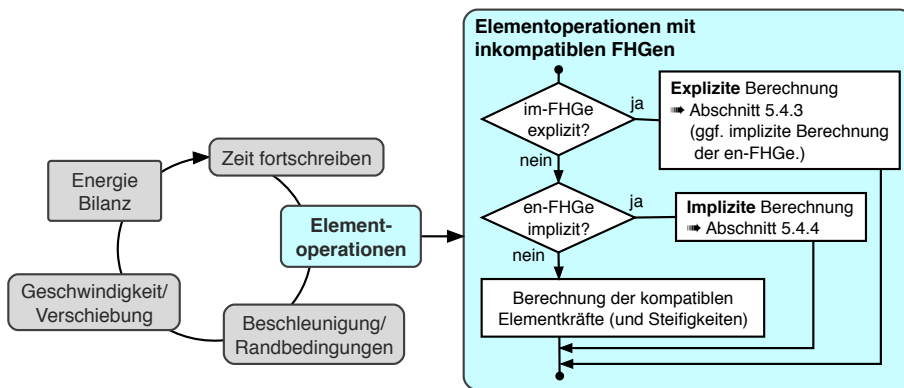 Zeit fortschreiben
Energie
Bilanz
Element-
operationen
Geschwindigkeit/
Verschiebung
Beschleunigung/
Randbedingungen
Elementoperationen mit
inkompatiblen FHGen
im-FHGe
explizit?
ja
nein
Explizite Berechnung
➠ Abschnitt 5.4.3
(ggf. implizite Berechnung
der en-FHGe.)
en-FHGe
implizit?
ja
nein
Implizite Berechnung
➠ Abschnitt 5.4.4
Berechnung der kompatiblen
Elementkräfte (und Steifigkeiten)